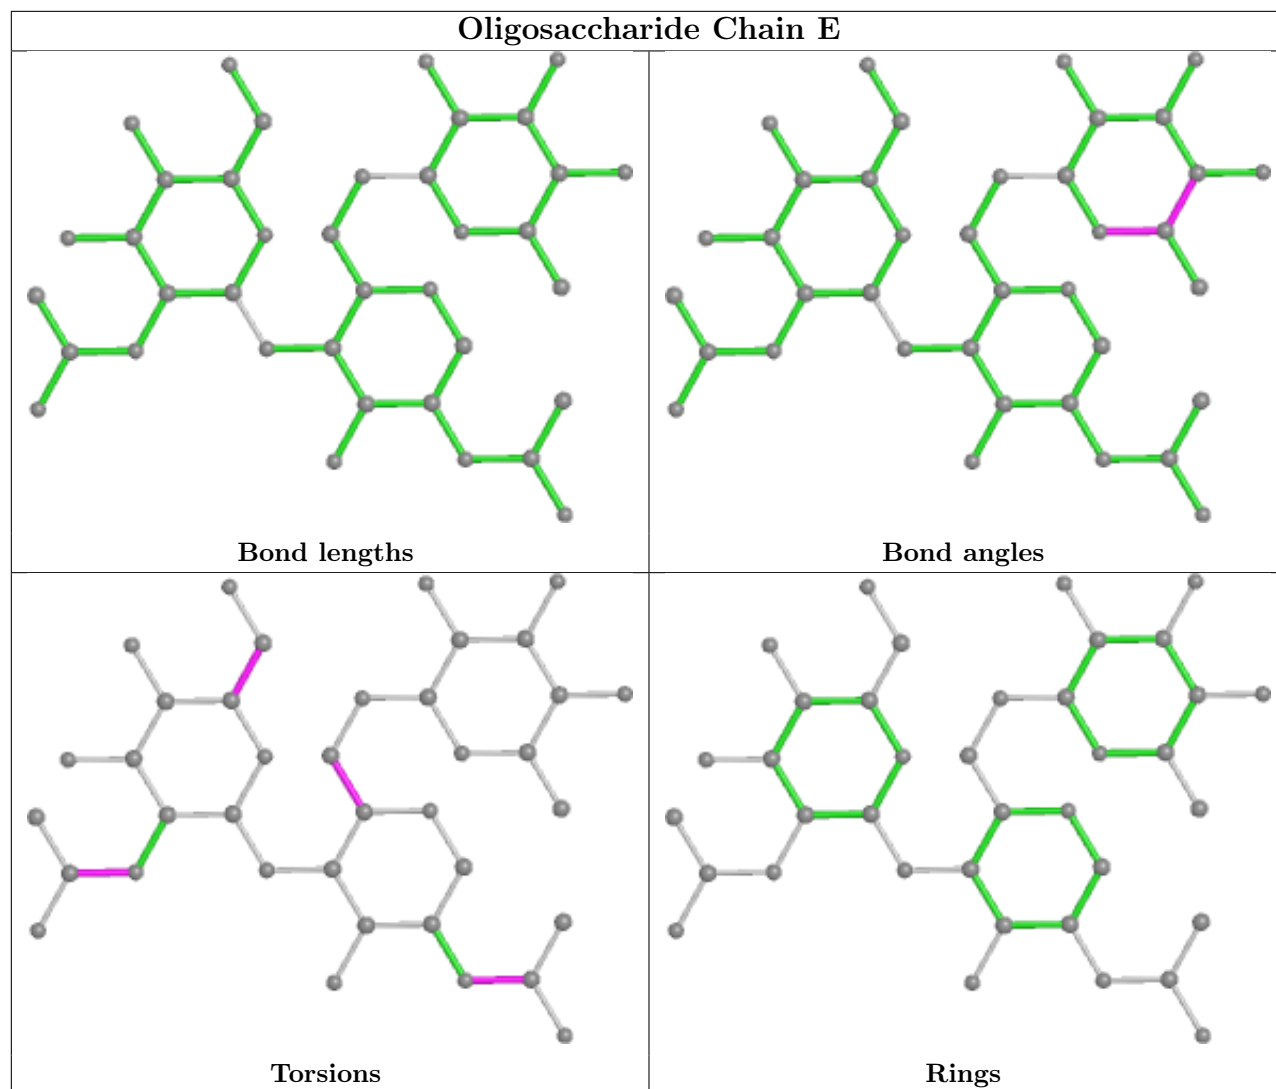 Oligosaccharide Chain E
Bond lengths
Bond angles
Torsions
Rings